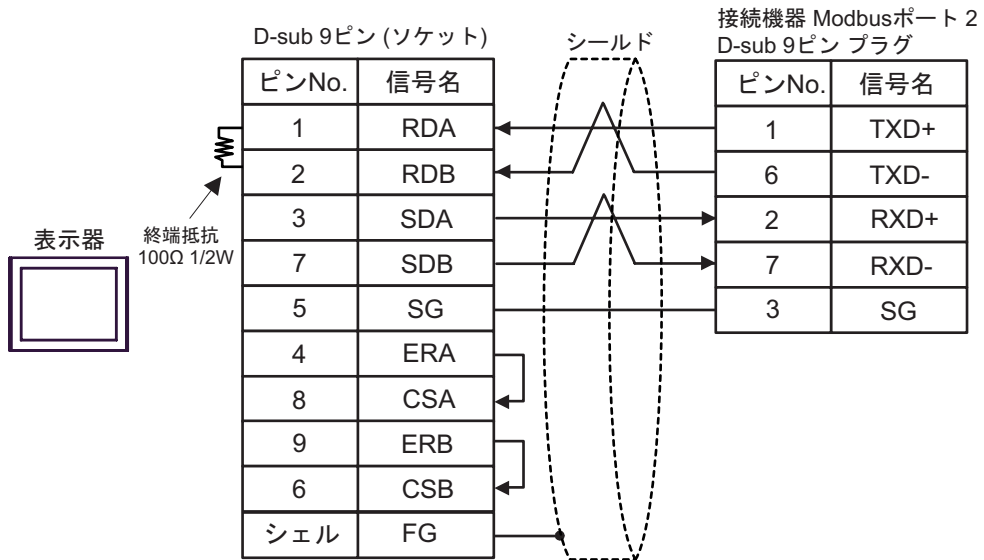 接続機器 Modbusポート 2
D-sub 9ピン (ソケット)
シールド
D-sub 9ピン プラグ
ピンNo. 信号名
ピンNo. 信号名
1 RDA
1 TXD+
2 RDB
6 TXD-
3 SDA
2 RXD+
7 SDB
7 RXD-
5 SG
3 SG
4 ERA
8 CSA
9 ERB
6 CSB
シェル FG
表示器
終端抵抗
100Ω 1/2W